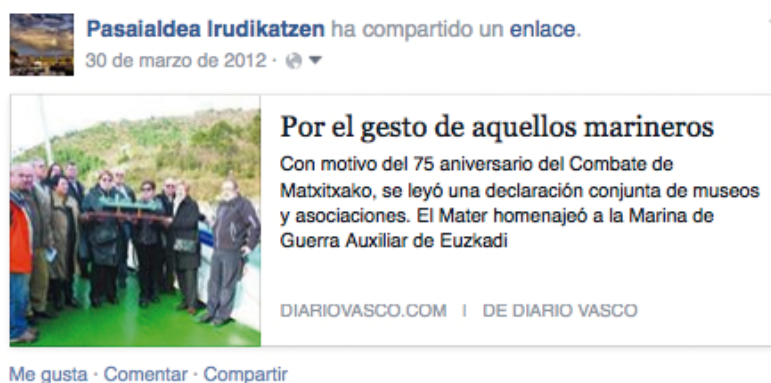 Pasaialdea Irudikatzen ha compartido un enlace.
30 de marzo de 2012 ·
Por el gesto de aquellos marineros
Con motivo del 75 aniversario del Combate de
Matxitxako, se leyó una declaración conjunta de museos
y asociaciones. El Mater homenajeó a la Marina de
Guerra Auxiliar de Euzkadi
DIARIOVASCO.COM | DE DIARIO VASCO
Me gusta · Comentar · Compartir